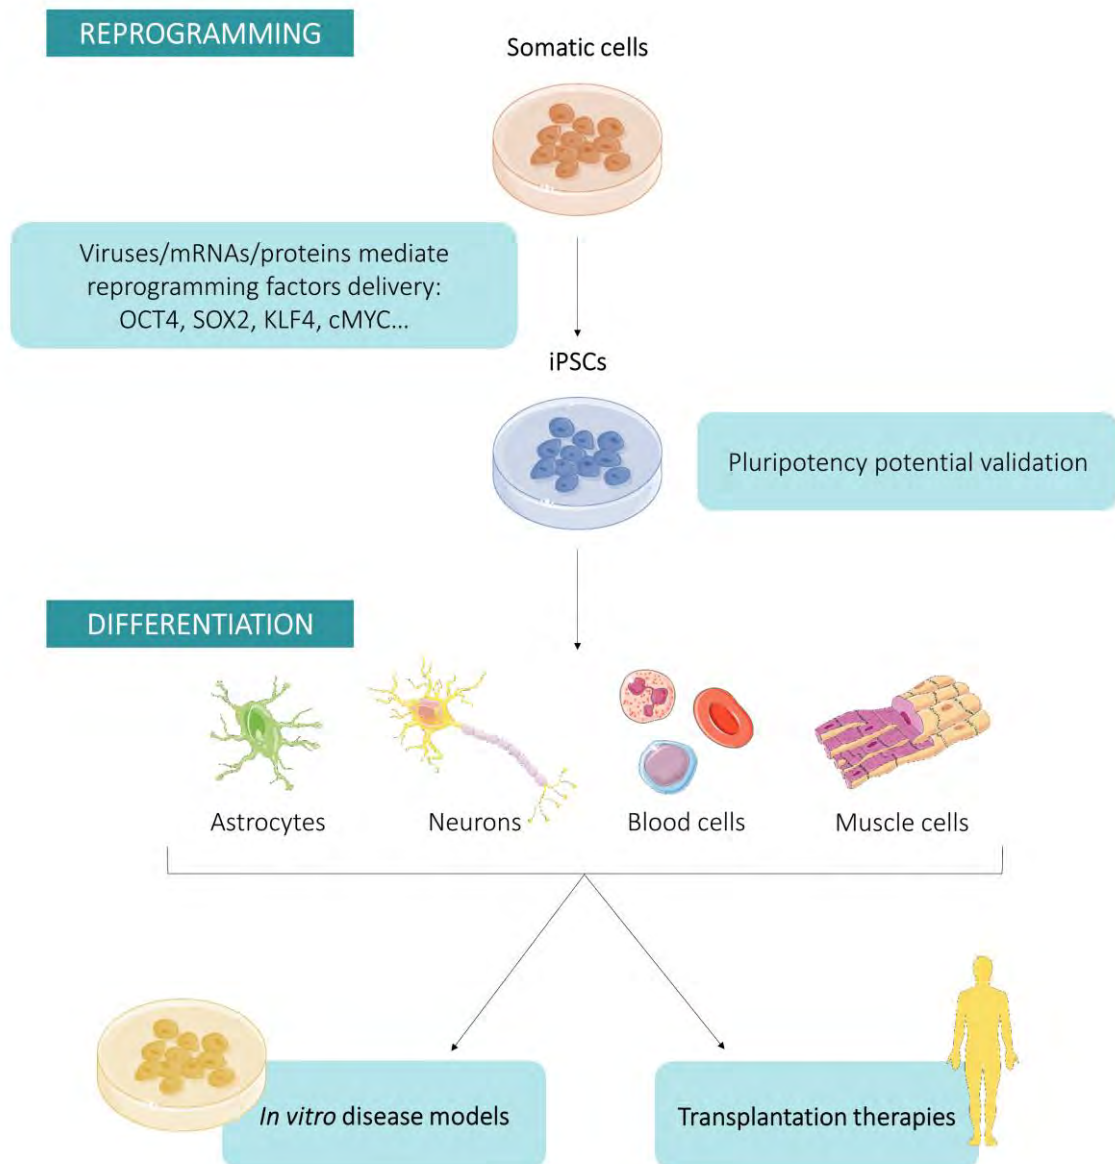 REPROGRAMMING
Somatic cells
Viruses/mRNAs/proteins mediate
reprogramming factors delivery:
OCT4, SOX2, KLF4, cMYC...
iPSCs
Pluripotency potential validation
DIFFERENTIATION
Astrocytes
Neurons
Blood cells
Muscle cells
In vitro disease models
Transplantation therapies